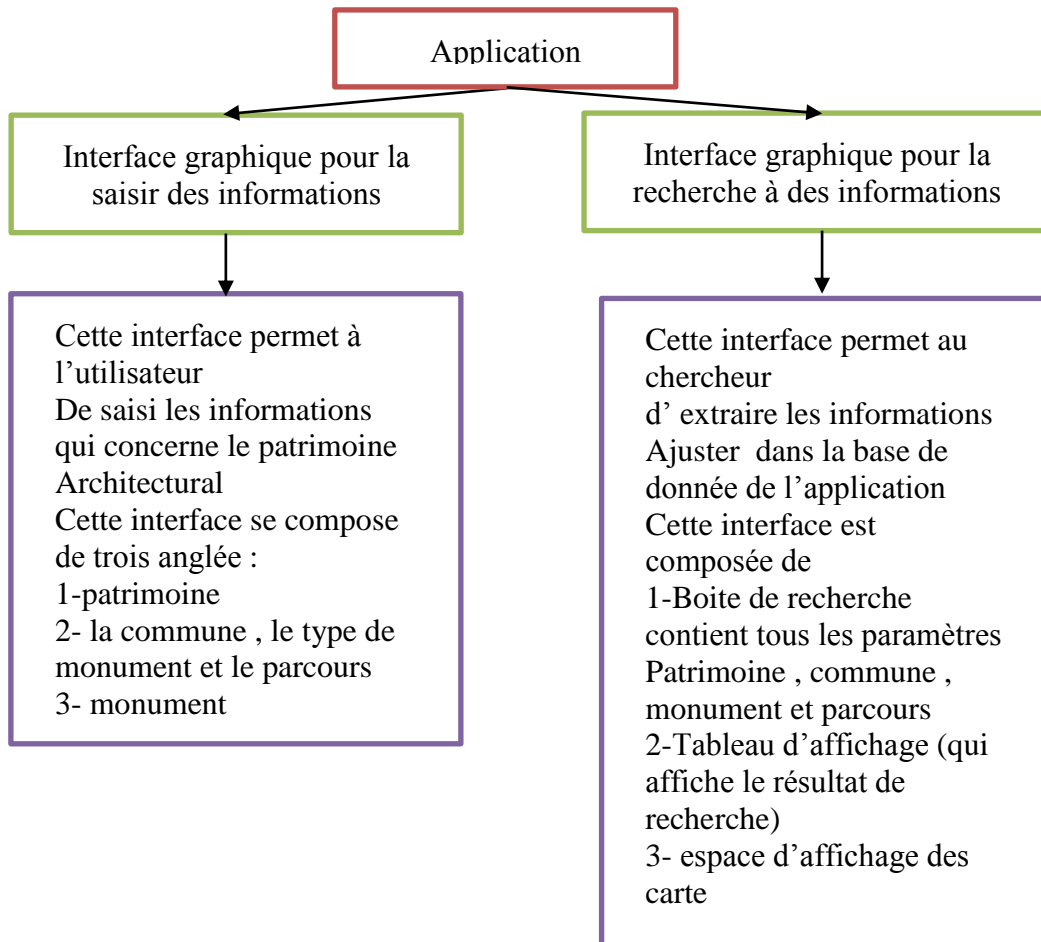 Application
Interface graphique pour la
saisir des informations
Interface graphique pour la
recherche à des informations
Cette interface permet à
l’utilisateur
De saisi les informations
qui concerne le patrimoine
Architectural
Cette interface se compose
de trois anglée :
1-patrimoine
2- la commune , le type de
monument et le parcours
3- monument
Cette interface permet au
chercheur
d’ extraire les informations
Ajuster  dans la base de
donnée de l’application
Cette interface est
composée de
1-Boite de recherche
contient tous les paramètres
Patrimoine , commune ,
monument et parcours
2-Tableau d’affichage (qui
affiche le résultat de
recherche)
3- espace d’affichage des
carte